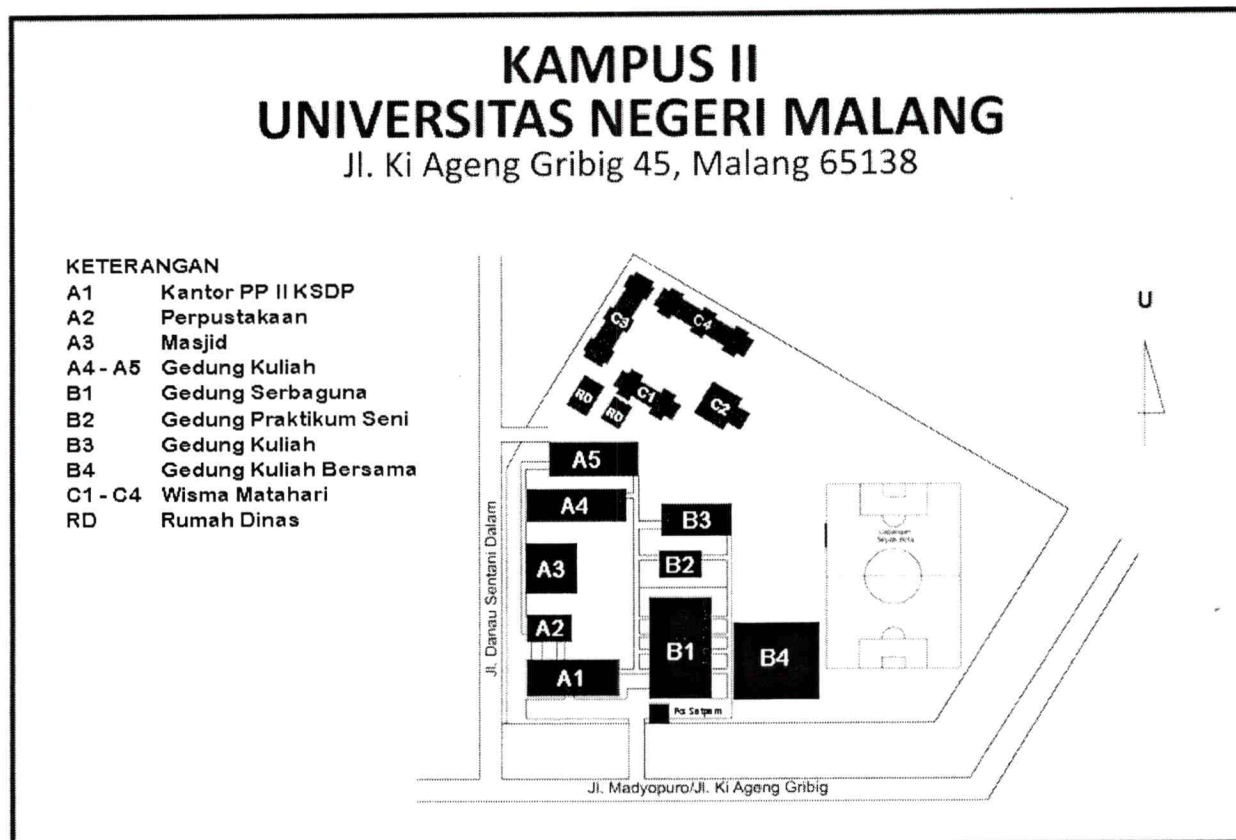 KAMPUS II
UNIVERSITAS NEGERI MALANG
Jl. Ki Ageng Gribig 45, Malang 65138
KETERANGAN
A1 Kantor PP II KSDP
A2 Perpustakaan
A3 Masjid
A4 - A5 Gedung Kuliah
B1 Gedung Serbaguna
B2 Gedung Praktikum Seni
B3 Gedung Kuliah
B4 Gedung Kuliah Bersama
C1 - C4 Wisma Matahari
RD Rumah Dinas
U
C3
C4
RD
RD
C1
C2
A5
A4
A3
A2
A1
B3
B2
B1
B4
Lapangan
Sepak Bola
Pos Satpam
Jl. Danau Sentani Dalam
Jl. Madyopuro/Jl. Ki Ageng Gribig